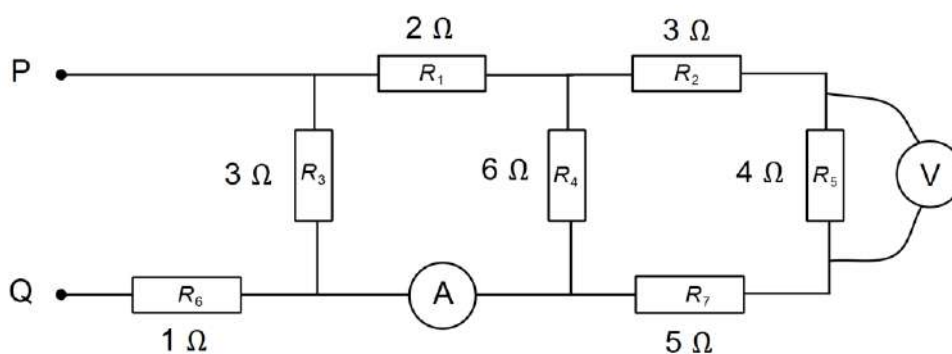 2 Ω 3 Ω
P R₁ R₂
3 Ω R₃ 6 Ω R₄ 4 Ω R₅ V
Q R₆ A R₇
1 Ω 5 Ω